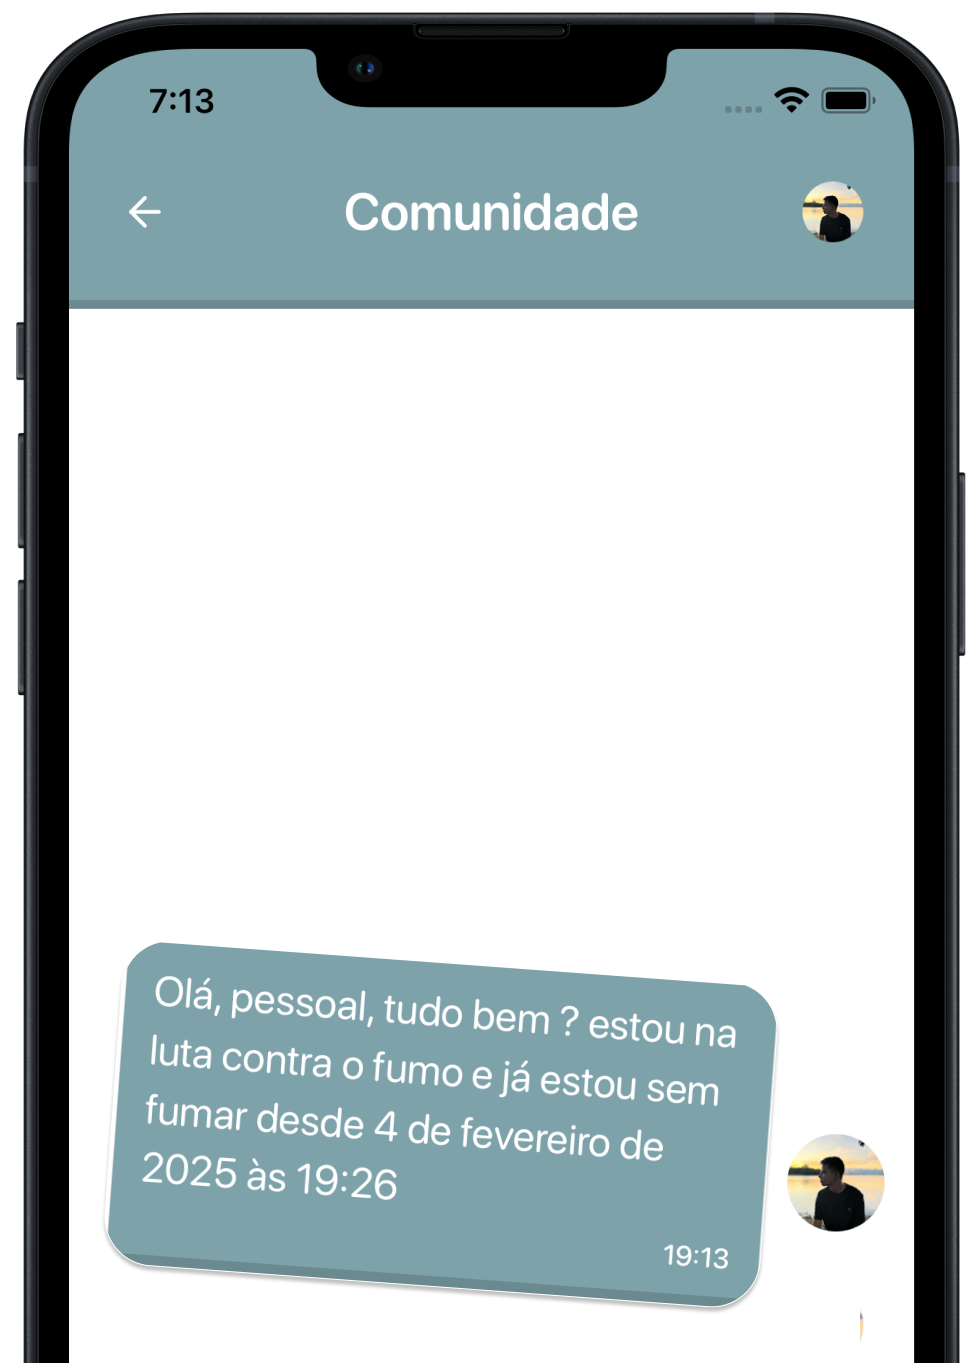 7:13
Comunidade
Olá, pessoal, tudo bem ? estou na
luta contra o fumo e já estou sem
fumar desde 4 de fevereiro de
2025 às 19:26
19:13